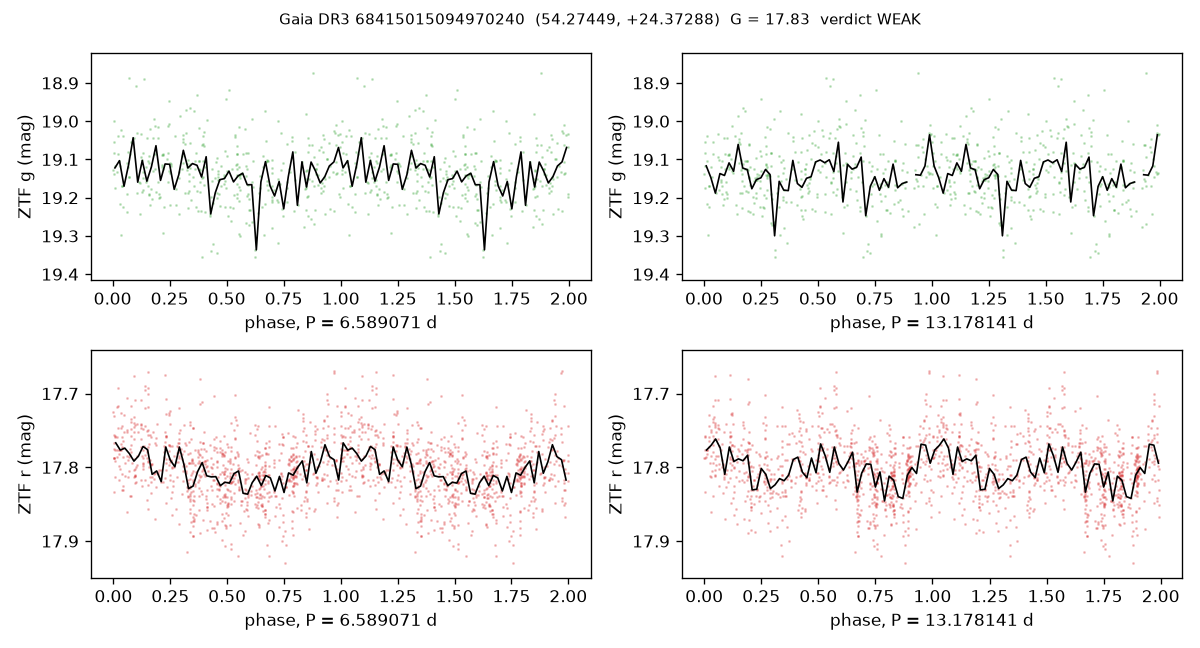 Gaia DR3 68415015094970240  (54.27449, +24.37288)  G = 17.83  verdict WEAK
ZTF g (mag)
18.9
19.0
19.1
19.2
19.3
19.4
0.00 0.25 0.50 0.75 1.00 1.25 1.50 1.75 2.00
phase, P = 6.589071 d
ZTF g (mag)
18.9
19.0
19.1
19.2
19.3
19.4
0.00 0.25 0.50 0.75 1.00 1.25 1.50 1.75 2.00
phase, P = 13.178141 d
ZTF r (mag)
17.7
17.8
17.9
0.00 0.25 0.50 0.75 1.00 1.25 1.50 1.75 2.00
phase, P = 6.589071 d
ZTF r (mag)
17.7
17.8
17.9
0.00 0.25 0.50 0.75 1.00 1.25 1.50 1.75 2.00
phase, P = 13.178141 d